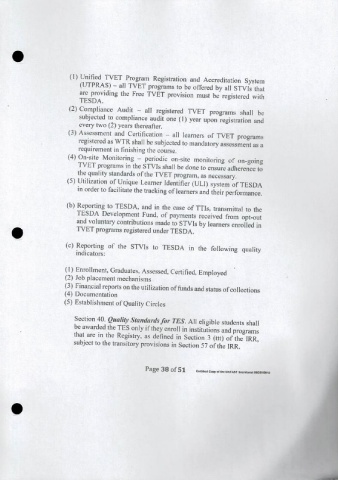 (1) Unified TVET Program Registration and Accreditation System
(UTPRAS) – all TVET programs to be offered by all STVIs that
are providing the Free TVET provision must be registered with
TESDA.
(2) Compliance Audit – all registered TVET programs shall be
subjected to compliance audit one (1) year upon registration and
every two (2) years thereafter.
(3) Assessment and Certification – all learners of TVET programs
registered as WTR shall be subjected to mandatory assessment as a
requirement in finishing the course.
(4) On-site Monitoring – periodic on-site monitoring of on-going
TVET programs in the STVIs shall be done to ensure adherence to
the quality standards of the TVET program, as necessary.
(5) Utilization of Unique Learner Identifier (ULI) system of TESDA
in order to facilitate the tracking of learners and their performance.
(b) Reporting to TESDA, and in the case of TTIs, transmittal to the
TESDA Development Fund, of payments received from opt-out
and voluntary contributions made to STVIs by learners enrolled in
TVET programs registered under TESDA.
(c) Reporting of the STVIs to TESDA in the following quality
indicators:
(1) Enrollment, Graduates, Assessed, Certified, Employed
(2) Job placement mechanisms
(3) Financial reports on the utilization of funds and status of collections
(4) Documentation
(5) Establishment of Quality Circles
Section 40. Quality Standards for TES. All eligible students shall
be awarded the TES only if they enroll in institutions and programs
that are in the Registry, as defined in Section 3 (ttt) of the IRR,
subject to the transitory provisions in Section 57 of the IRR.
Page 38 of 51